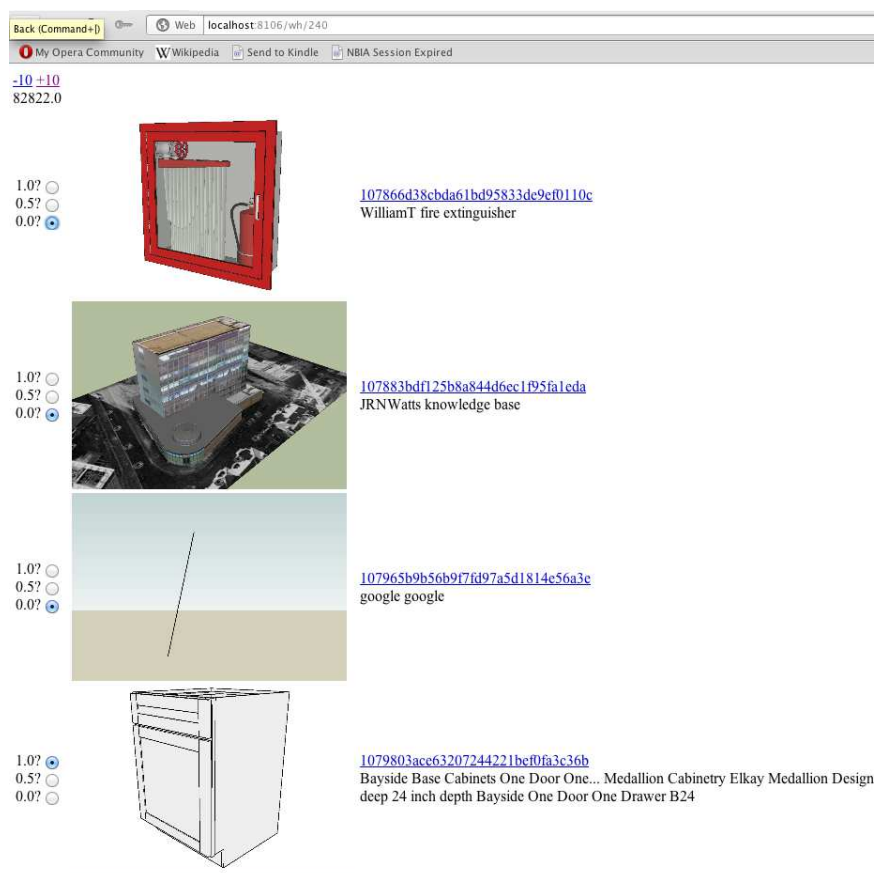 Back (Command+[)
Web localhost:8106/wh/240
My Opera Community Wikipedia Send to Kindle NBIA Session Expired
-10 +10
82822.0
1.0?
0.5?
0.0?
107866d38cbda61bd95833de9ef0110c
WilliamT fire extinguisher
1.0?
0.5?
0.0?
107883bdf125b8a844d6ec1f95fa1eda
JRNWatts knowledge base
1.0?
0.5?
0.0?
107965b9b56b9f7fd97a5d1814e56a3e
google google
1.0?
0.5?
0.0?
1079803ace63207244221bef0fa3c36b
Bayside Base Cabinets One Door One... Medallion Cabinetry Elkay Medallion Design
deep 24 inch depth Bayside One Door One Drawer B24